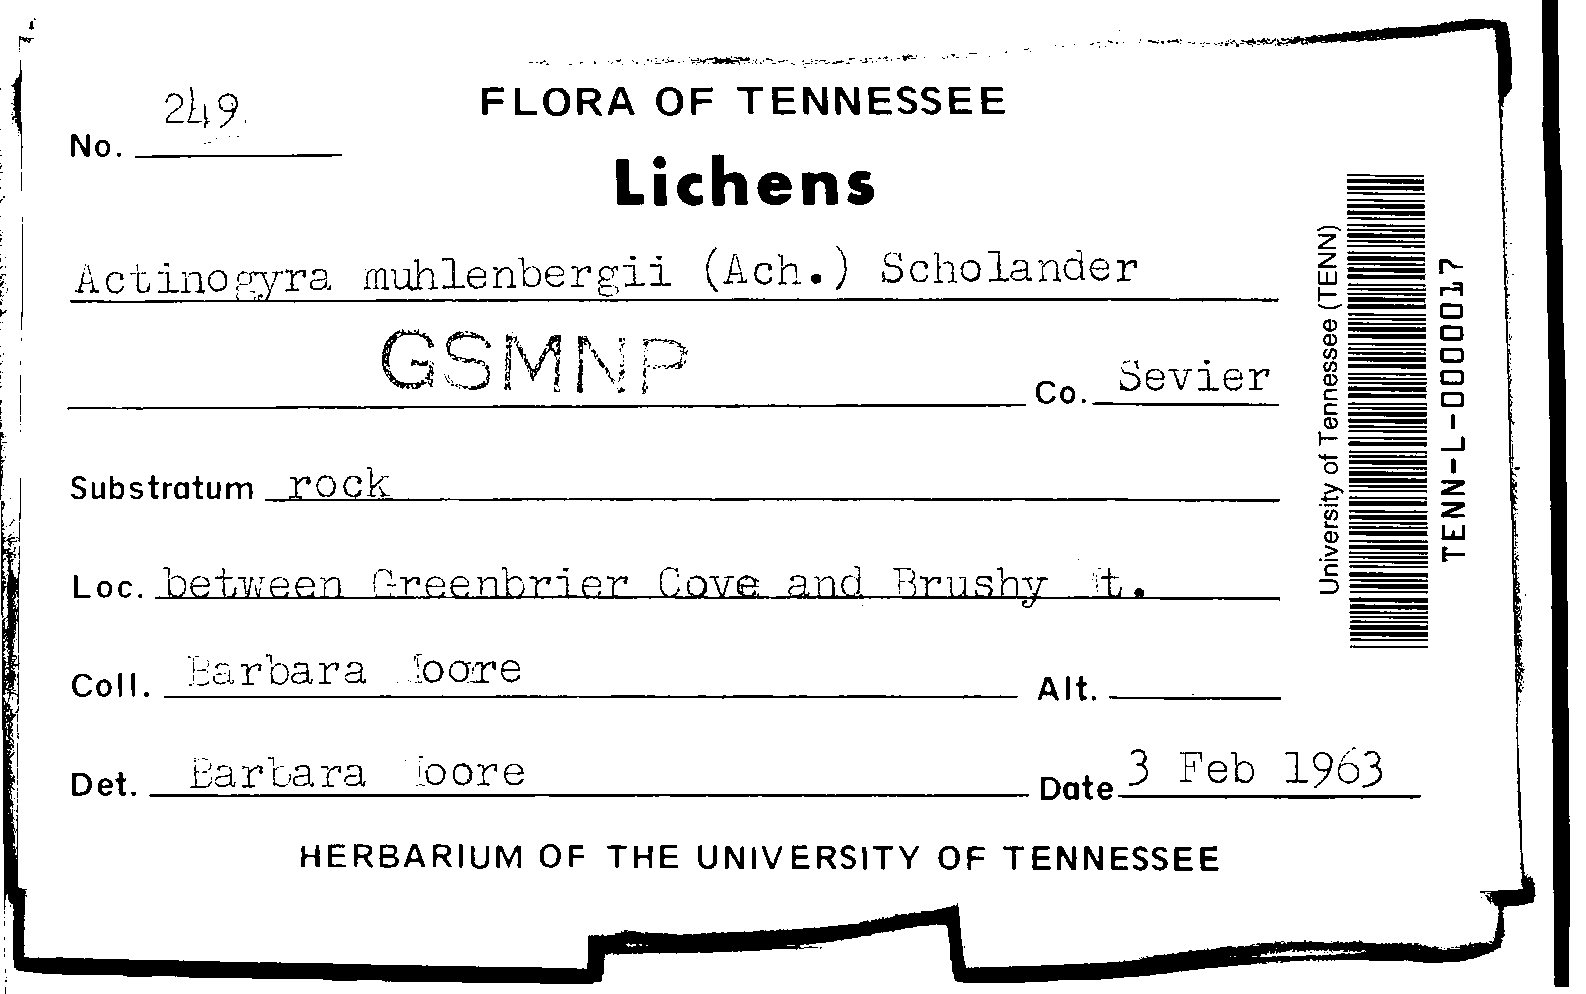 No. 249
FLORA OF TENNESSEE
Lichens
Actinogyra muhlenbergii (Ach.) Scholander
GSMNP
Co. Sevier
Substratum rock
Loc. between Greenbrier Cove and Brushy
Coll. Barbara Moore
Alt.
Det. Barbara Moore
Date 3 Feb 1963
HERBARIUM OF THE UNIVERSITY OF TENNESSEE
University of Tennessee (TENN)
TENN-L-0000017